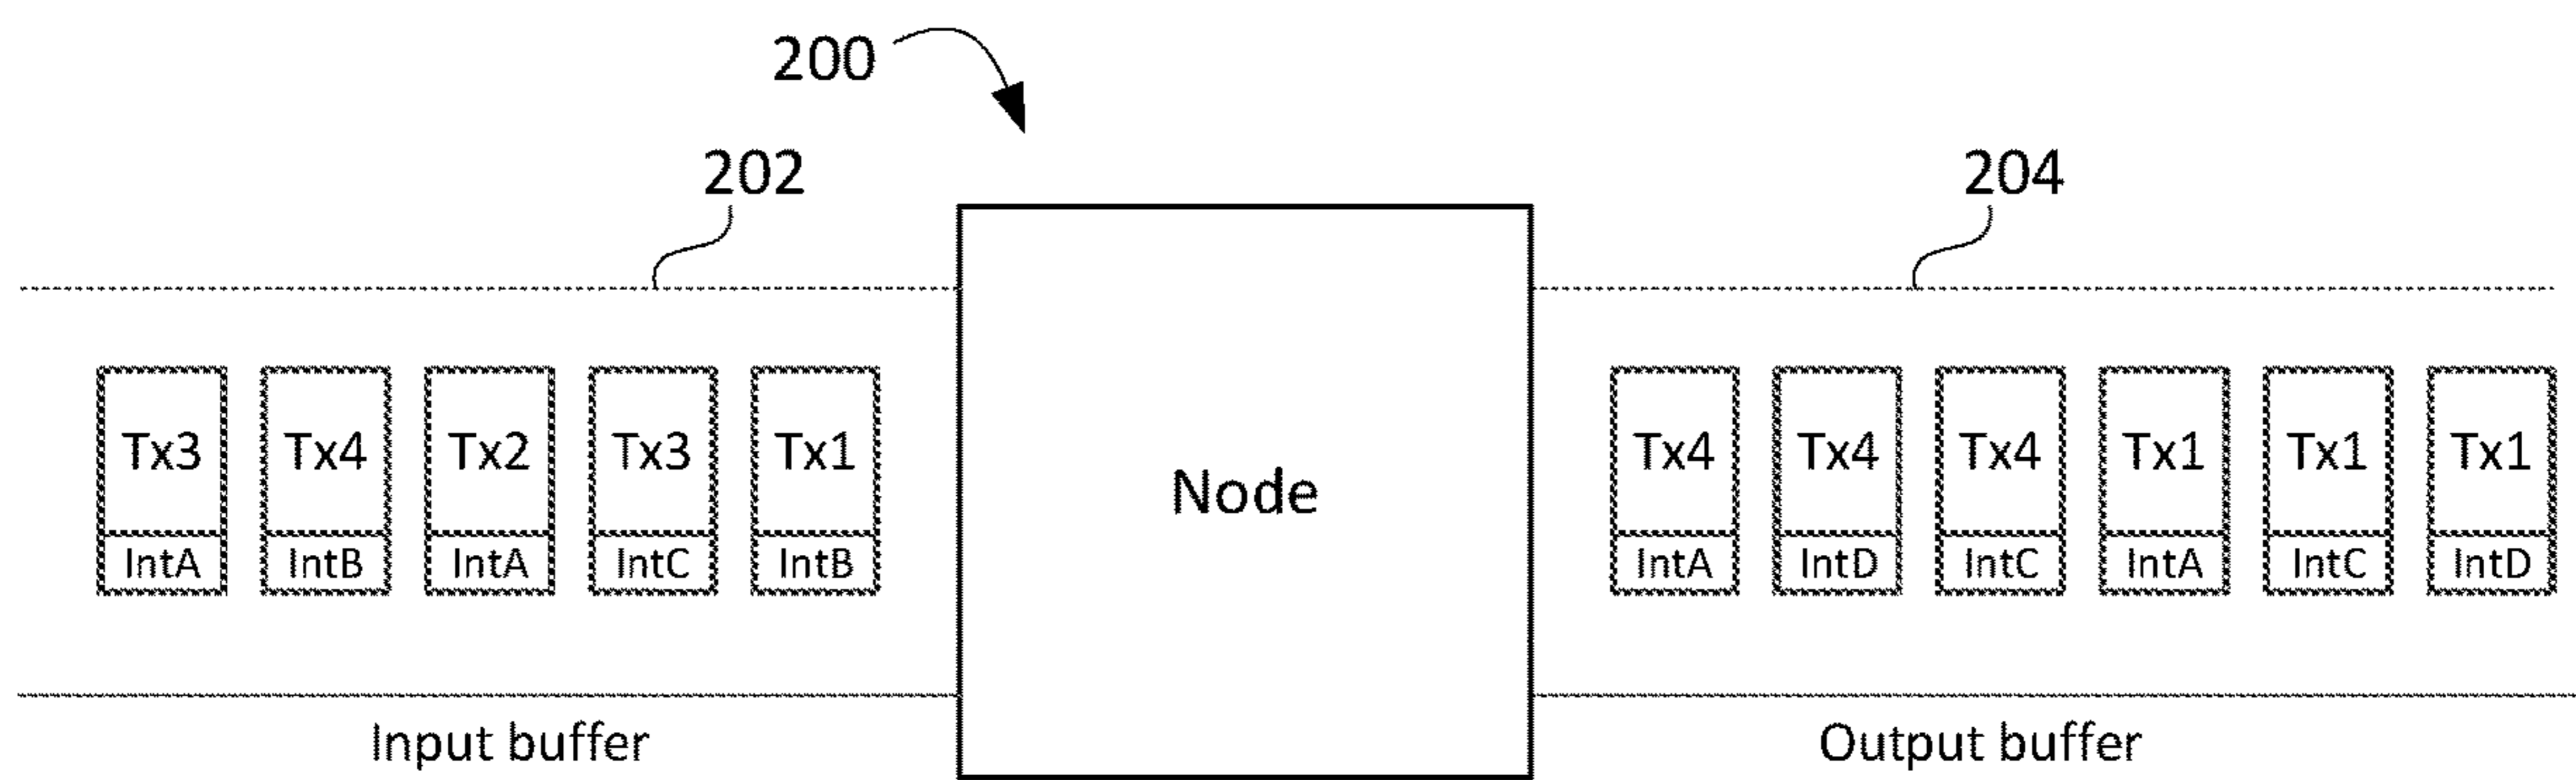 200
202
204
Tx3 Tx4 Tx2 Tx3 Tx1
IntA IntB IntA IntC IntB
Node
Tx4 Tx4 Tx4 Tx1 Tx1 Tx1
IntA IntD IntC IntA IntC IntD
Input buffer
Output buffer